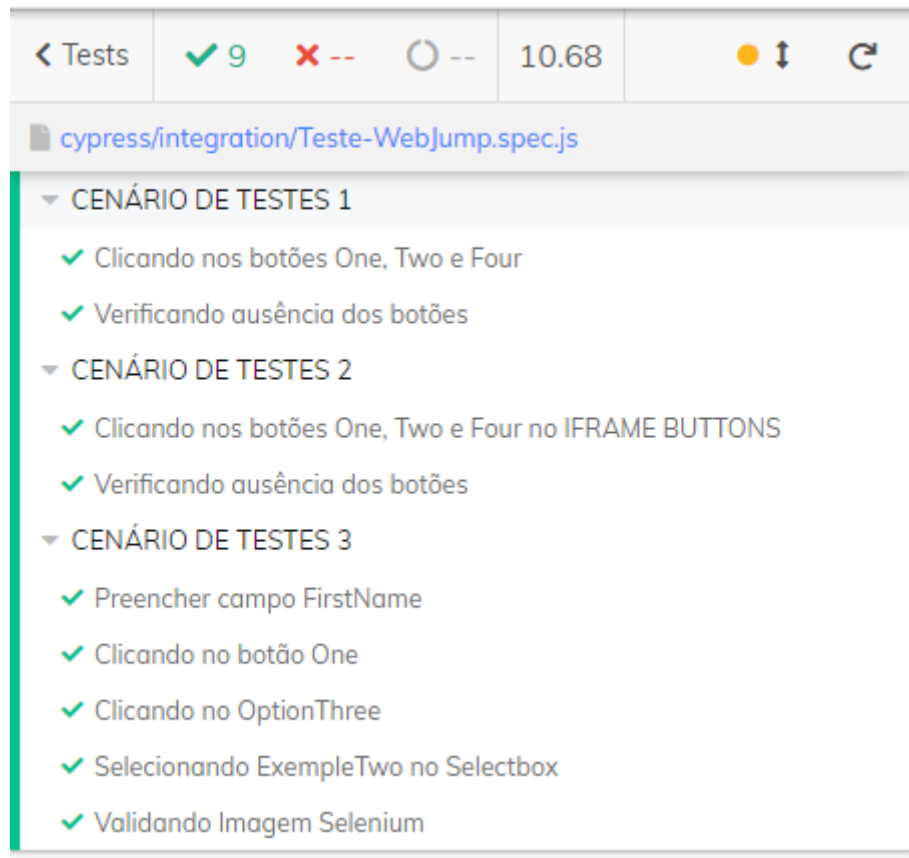 Tests 9 -- -- 10.68
cypress/integration/Teste-WebJump.spec.js
CENÁRIO DE TESTES 1
Clicando nos botões One, Two e Four
Verificando ausência dos botões
CENÁRIO DE TESTES 2
Clicando nos botões One, Two e Four no IFRAME BUTTONS
Verificando ausência dos botões
CENÁRIO DE TESTES 3
Preencher campo FirstName
Clicando no botão One
Clicando no OptionThree
Selecionando ExempleTwo no Selectbox
Validando Imagem Selenium